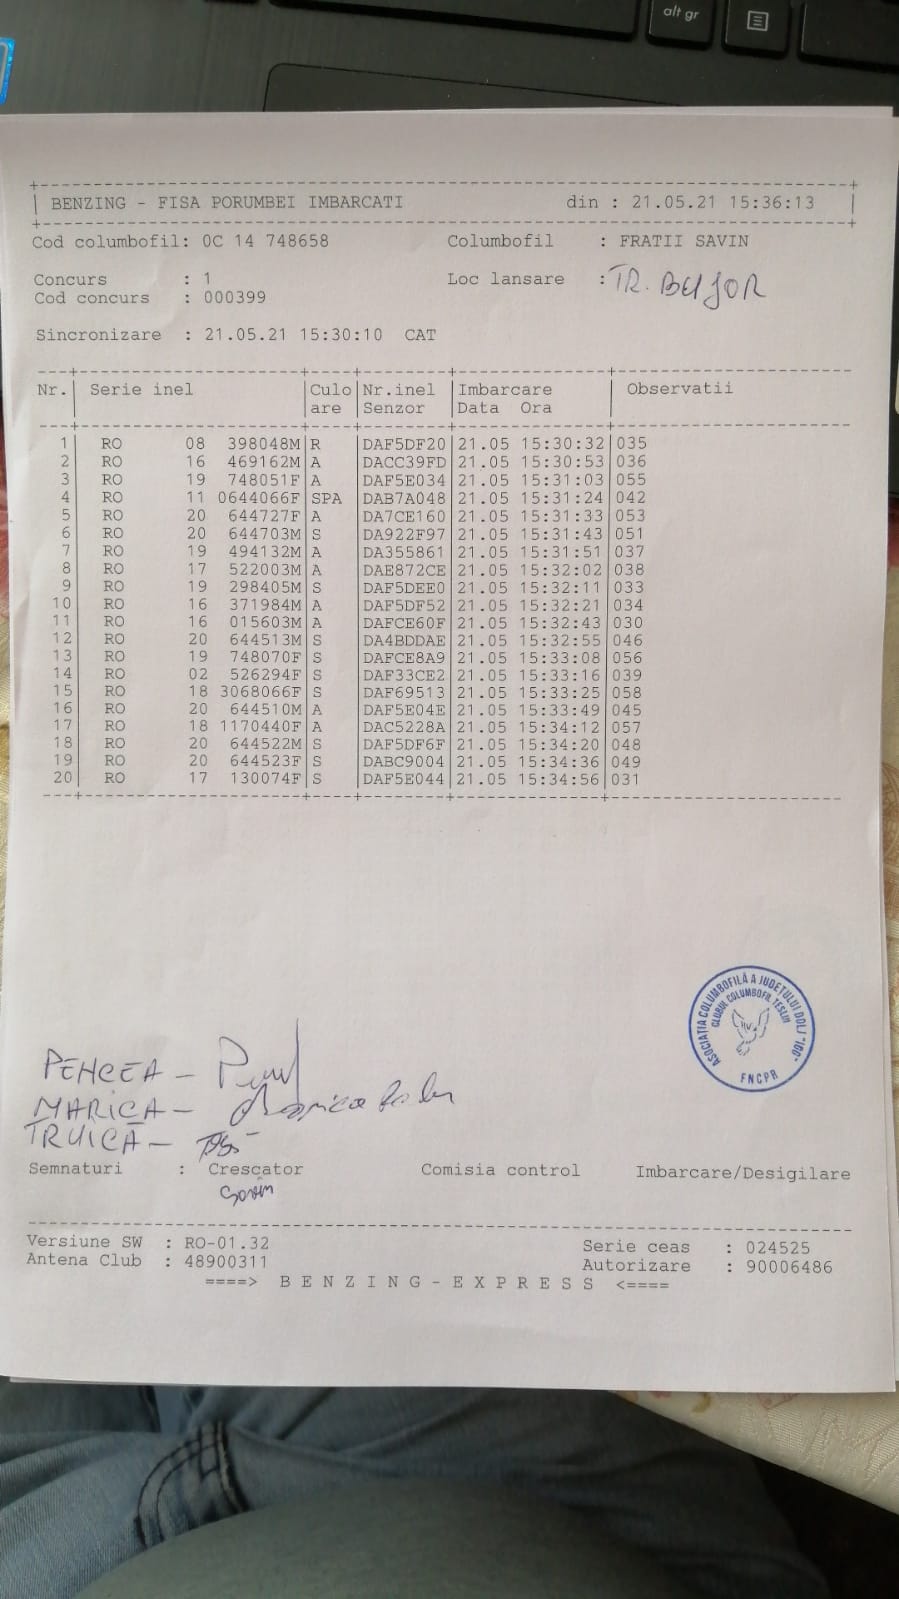 alt gr
BENZING - FISA PORUMBEI IMBARCATI din : 21.05.21 15:36:13
Cod columbofil: 0C 14 748658 Columbofil : FRATII SAVIN
Concurs : 1 Loc lansare : TR. BEIJOR
Cod concurs : 000399
Sincronizare : 21.05.21 15:30:10 CAT
Nr. Serie inel Culo Nr.inel Imbarcare Observatii
are Senzor Data Ora
1 RO 08 398048M R DAF5DF20 21.05 15:30:32 035
2 RO 16 469162M A DACC39FD 21.05 15:30:53 036
3 RO 19 748051F A DAF5E034 21.05 15:31:03 055
4 RO 11 0644066F SPA DAB7A048 21.05 15:31:24 042
5 RO 20 644727F A DA7CE160 21.05 15:31:33 053
6 RO 20 644703M S DA922F97 21.05 15:31:43 051
7 RO 19 494132M A DA355861 21.05 15:31:51 037
8 RO 17 522003M A DAE872CE 21.05 15:32:02 038
9 RO 19 298405M S DAF5DEE0 21.05 15:32:11 033
10 RO 16 371984M A DAF5DF52 21.05 15:32:21 034
11 RO 16 015603M A DAFCE60F 21.05 15:32:43 030
12 RO 20 644513M S DA4BDDAE 21.05 15:32:55 046
13 RO 19 748070F S DAFCE8A9 21.05 15:33:08 056
14 RO 02 526294F S DAF33CE2 21.05 15:33:16 039
15 RO 18 3068066F S DAF69513 21.05 15:33:25 058
16 RO 20 644510M A DAF5E04E 21.05 15:33:49 045
17 RO 18 1170440F A DAC5228A 21.05 15:34:12 057
18 RO 20 644522M S DAF5DF6F 21.05 15:34:20 048
19 RO 20 644523F S DABC9004 21.05 15:34:36 049
20 RO 17 130074F S DAF5E044 21.05 15:34:56 031
ASOCIAȚIA COLUMBOFILĂ A JUDEȚULUI DOLJ "160"
CLUBUL COLUMBOFIL TESLUI
FNCPR
PENCEA -
MARICA -
TRUICĂ -
Semnaturi : Crescator Comisia control Imbarcare/Desigilare
Savin
Versiune SW : RO-01.32 Serie ceas : 024525
Antena Club : 48900311 Autorizare : 90006486
====> B E N Z I N G - E X P R E S S <====